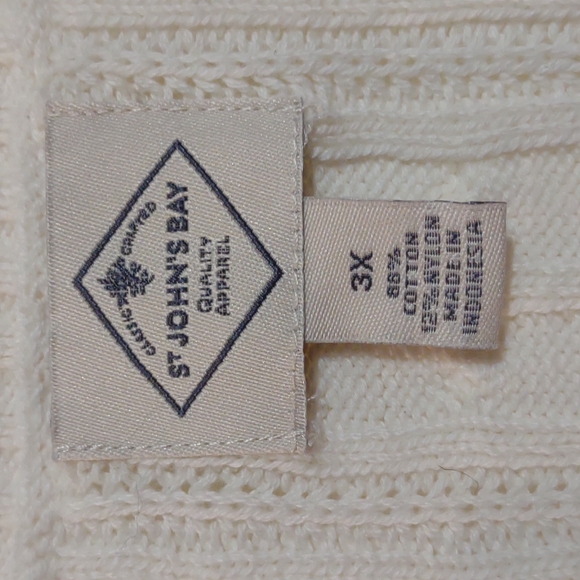 CLASSIC CRAFTED
ST JOHN'S BAY
QUALITY
APPAREL
3X
88%
COTTON
12% NYLON
MADE IN
INDONESIA